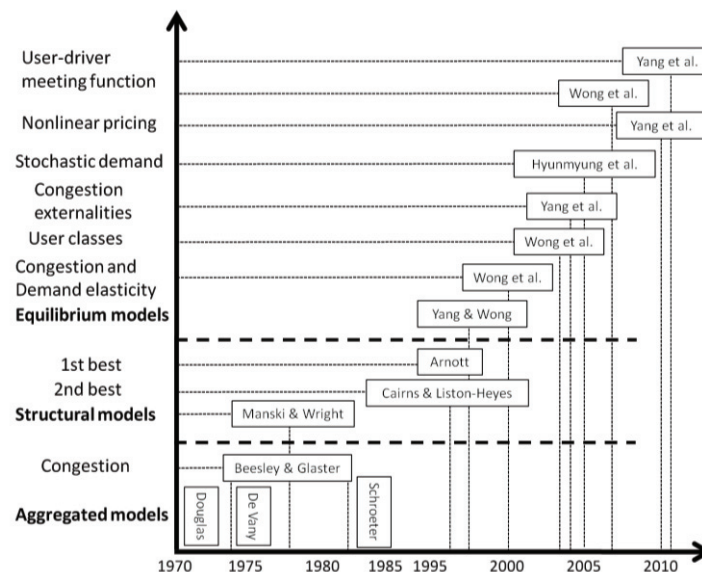 User-driver
meeting function
Yang et al.
Wong et al.
Nonlinear pricing
Yang et al.
Stochastic demand
Hyunmyung et al.
Congestion
externalities
Yang et al.
User classes
Wong et al.
Congestion and
Demand elasticity
Wong et al.
Equilibrium models
Yang & Wong
1st best
Arnott
2nd best
Cairns & Liston-Heyes
Structural models
Manski & Wright
Congestion
Beesley & Glaster
Aggregated models
Douglas
De Vany
Schroeter
1970 1975 1980 1985 1995 2000 2005 2010